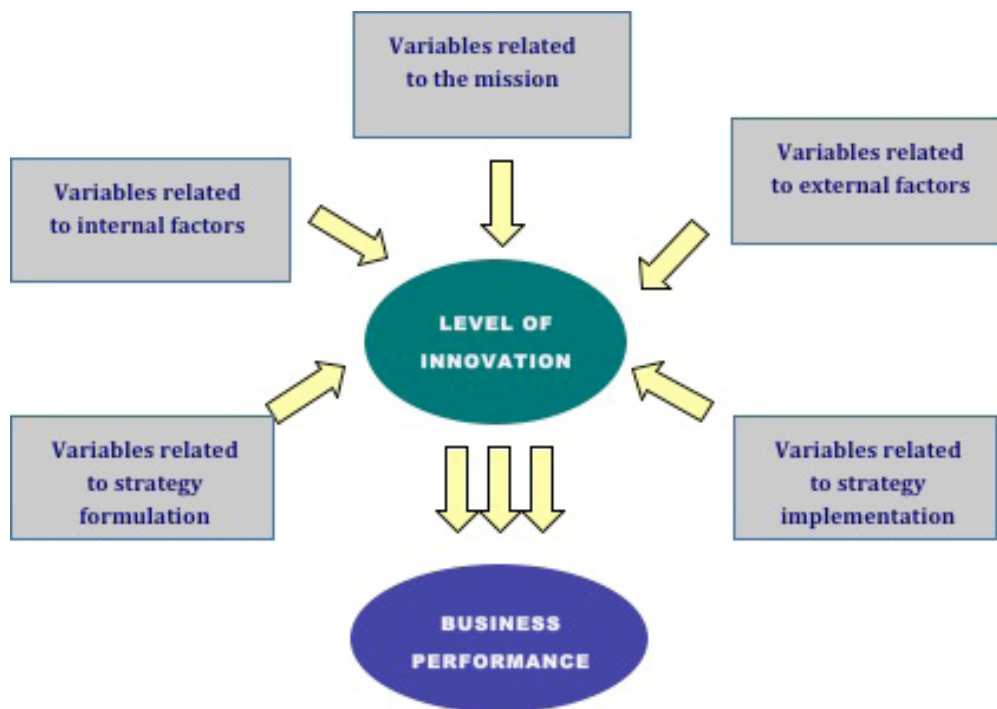 Variables related
to the mission
Variables related
to internal factors
Variables related
to external factors
LEVEL OF
INNOVATION
Variables related
to strategy
formulation
Variables related
to strategy
implementation
BUSINESS
PERFORMANCE